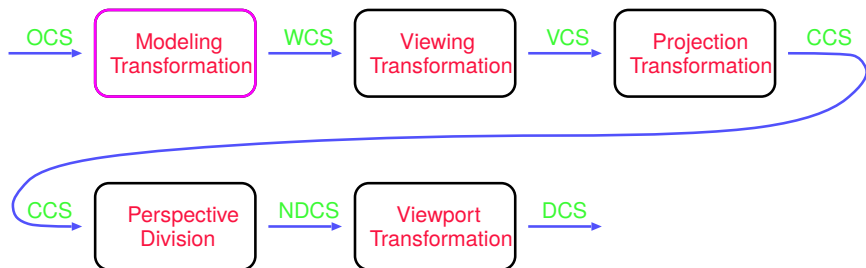 OCS
Modeling
Transformation
WCS
Viewing
Transformation
VCS
Projection
Transformation
CCS
CCS
Perspective
Division
NDCS
Viewport
Transformation
DCS